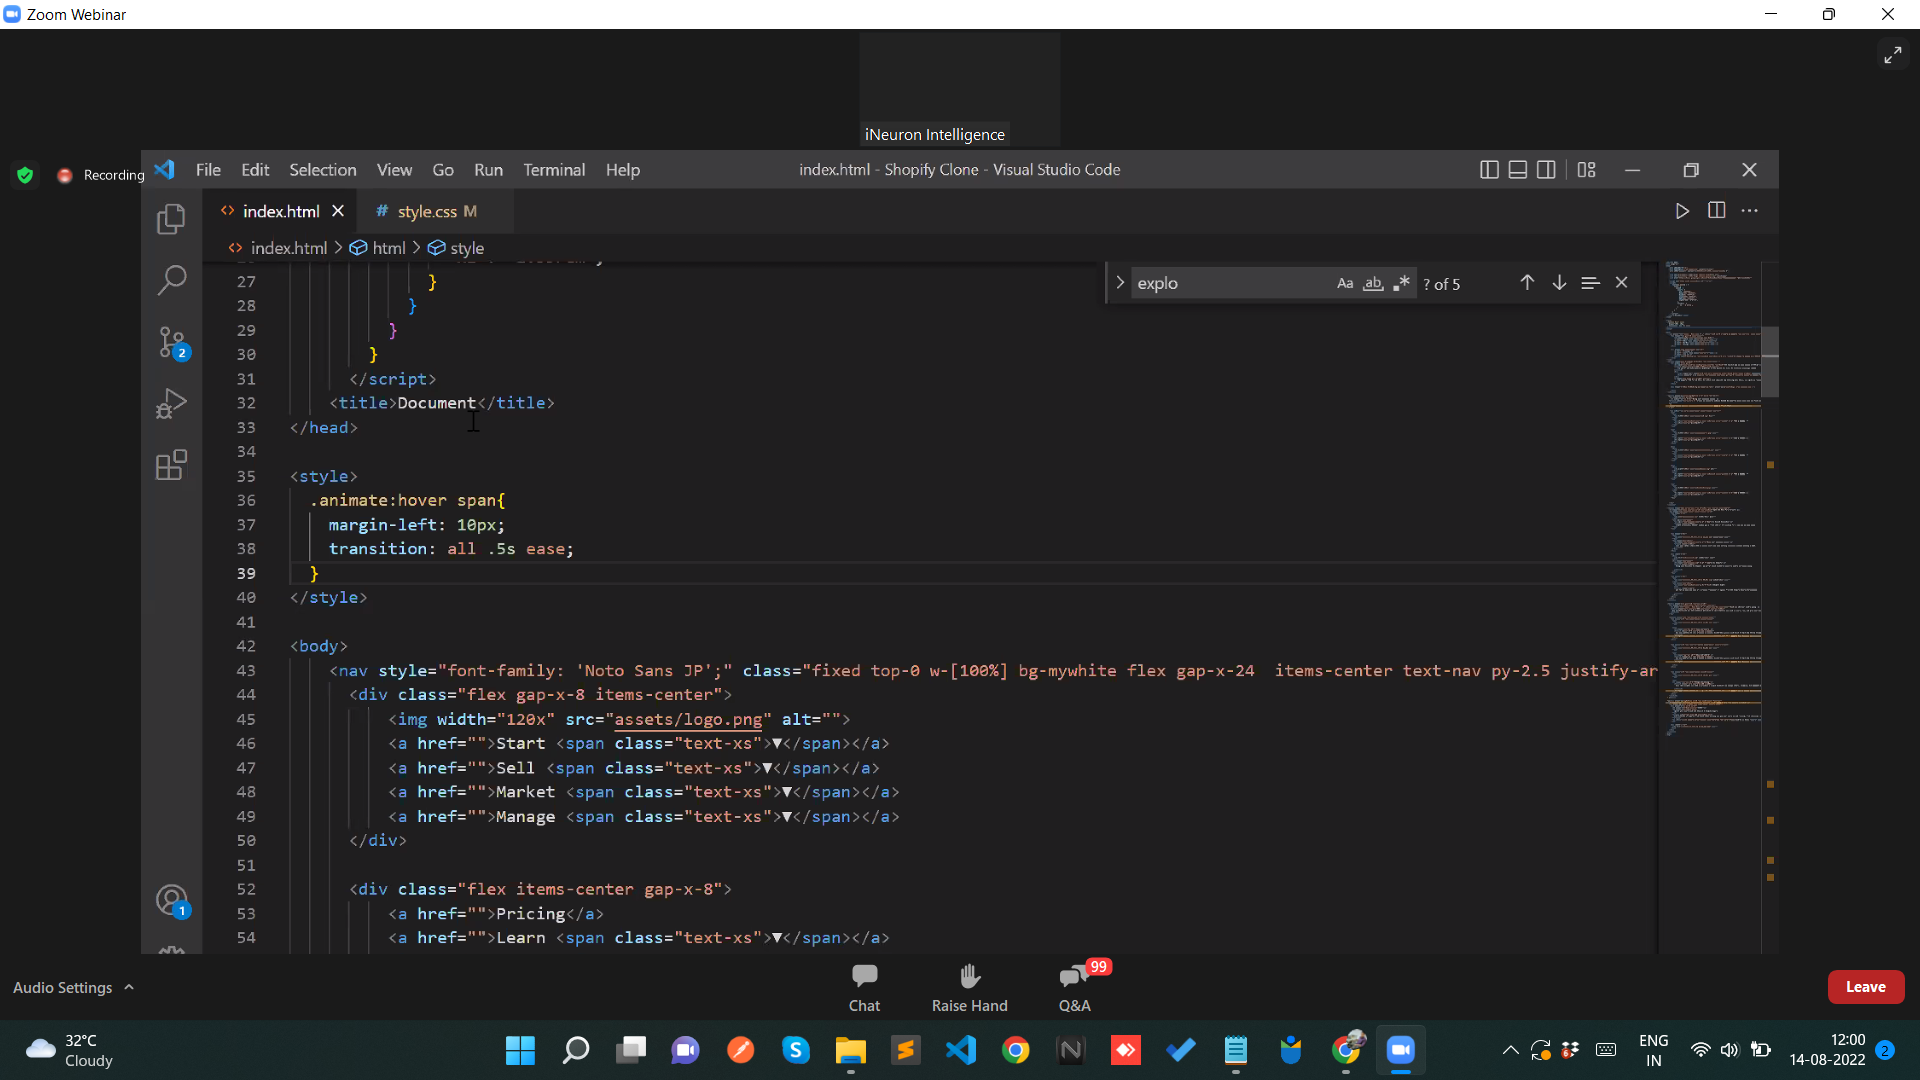 Zoom Webinar
iNeuron Intelligence
Recording
File Edit Selection View Go Run Terminal Help
index.html - Shopify Clone - Visual Studio Code
index.html
# style.css M
index.html > html > style
explo
Aa ab .* ? of 5
27 }
28 }
29 }
30 }
31 </script>
32 <title>Document</title>
33 </head>
34
35 <style>
36 .animate:hover span{
37 margin-left: 10px;
38 transition: all .5s ease;
39 }
40 </style>
41
42 <body>
43 <nav style="font-family: 'Noto Sans JP';" class="fixed top-0 w-[100%] bg-mywhite flex gap-x-24  items-center text-nav py-2.5 justify-ar
44 <div class="flex gap-x-8 items-center">
45 <img width="120x" src="assets/logo.png" alt="">
46 <a href="">Start <span class="text-xs">▼</span></a>
47 <a href="">Sell <span class="text-xs">▼</span></a>
48 <a href="">Market <span class="text-xs">▼</span></a>
49 <a href="">Manage <span class="text-xs">▼</span></a>
50 </div>
51
52 <div class="flex items-center gap-x-8">
53 <a href="">Pricing</a>
54 <a href="">Learn <span class="text-xs">▼</span></a>
2
1
Audio Settings
Chat
Raise Hand
99
Q&A
Leave
32°C
Cloudy
ENG
IN
12:00
14-08-2022
2